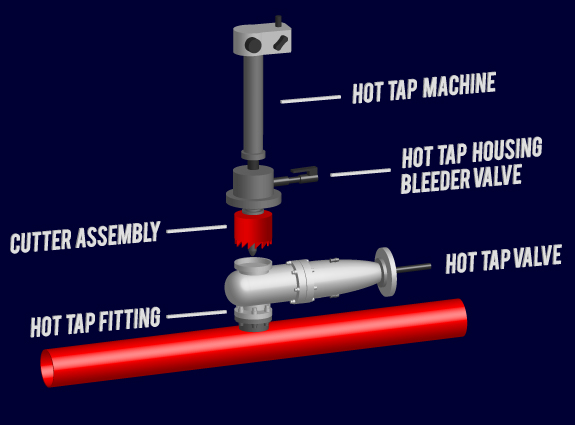 HOT TAP MACHINE
HOT TAP HOUSING
BLEEDER VALVE
CUTTER ASSEMBLY
HOT TAP VALVE
HOT TAP FITTING